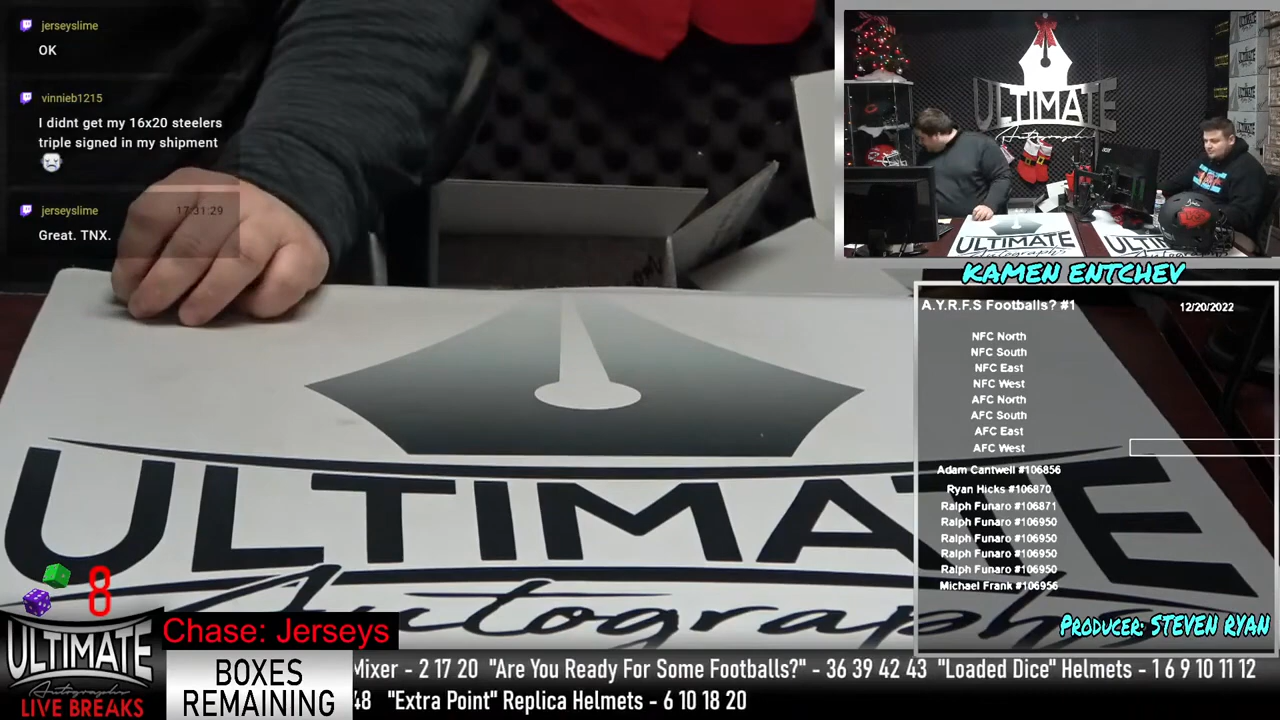 jerseyslime
OK
vinnieb1215
I didnt get my 16x20 steelers
triple signed in my shipment
jerseyslime
17:31:29
Great. TNX.
ULTIMATE
Autographs
ULTIMATE
Autographs
ULTIMATE
KAMEN ENTCHEV
A.Y.R.F.S Footballs? #1
12/20/2022
NFC North
NFC South
NFC East
NFC West
AFC North
AFC South
AFC East
AFC West
Adam Cantwell #106856
Ryan Hicks #106870
Ralph Funaro #106871
Ralph Funaro #106950
Ralph Funaro #106950
Ralph Funaro #106950
Ralph Funaro #106950
Michael Frank #106956
PRODUCER: STEVEN RYAN
ULTIMATE
Autographs
8
ULTIMATE
Autographs
LIVE BREAKS
Chase: Jerseys
BOXES
REMAINING
Mixer - 2 17 20 "Are You Ready For Some Footballs?" - 36 39 42 43 "Loaded Dice" Helmets - 1 6 9 10 11 12
48 "Extra Point" Replica Helmets - 6 10 18 20